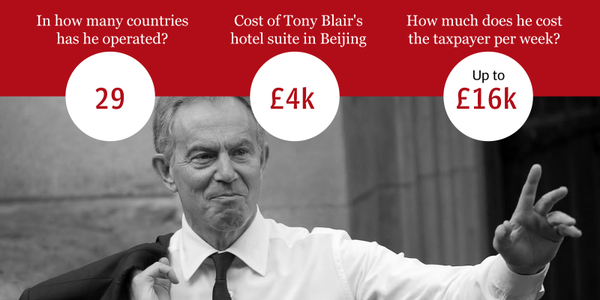 In how many countries
has he operated?
29
Cost of Tony Blair's
hotel suite in Beijing
£4k
How much does he cost
the taxpayer per week?
Up to
£16k